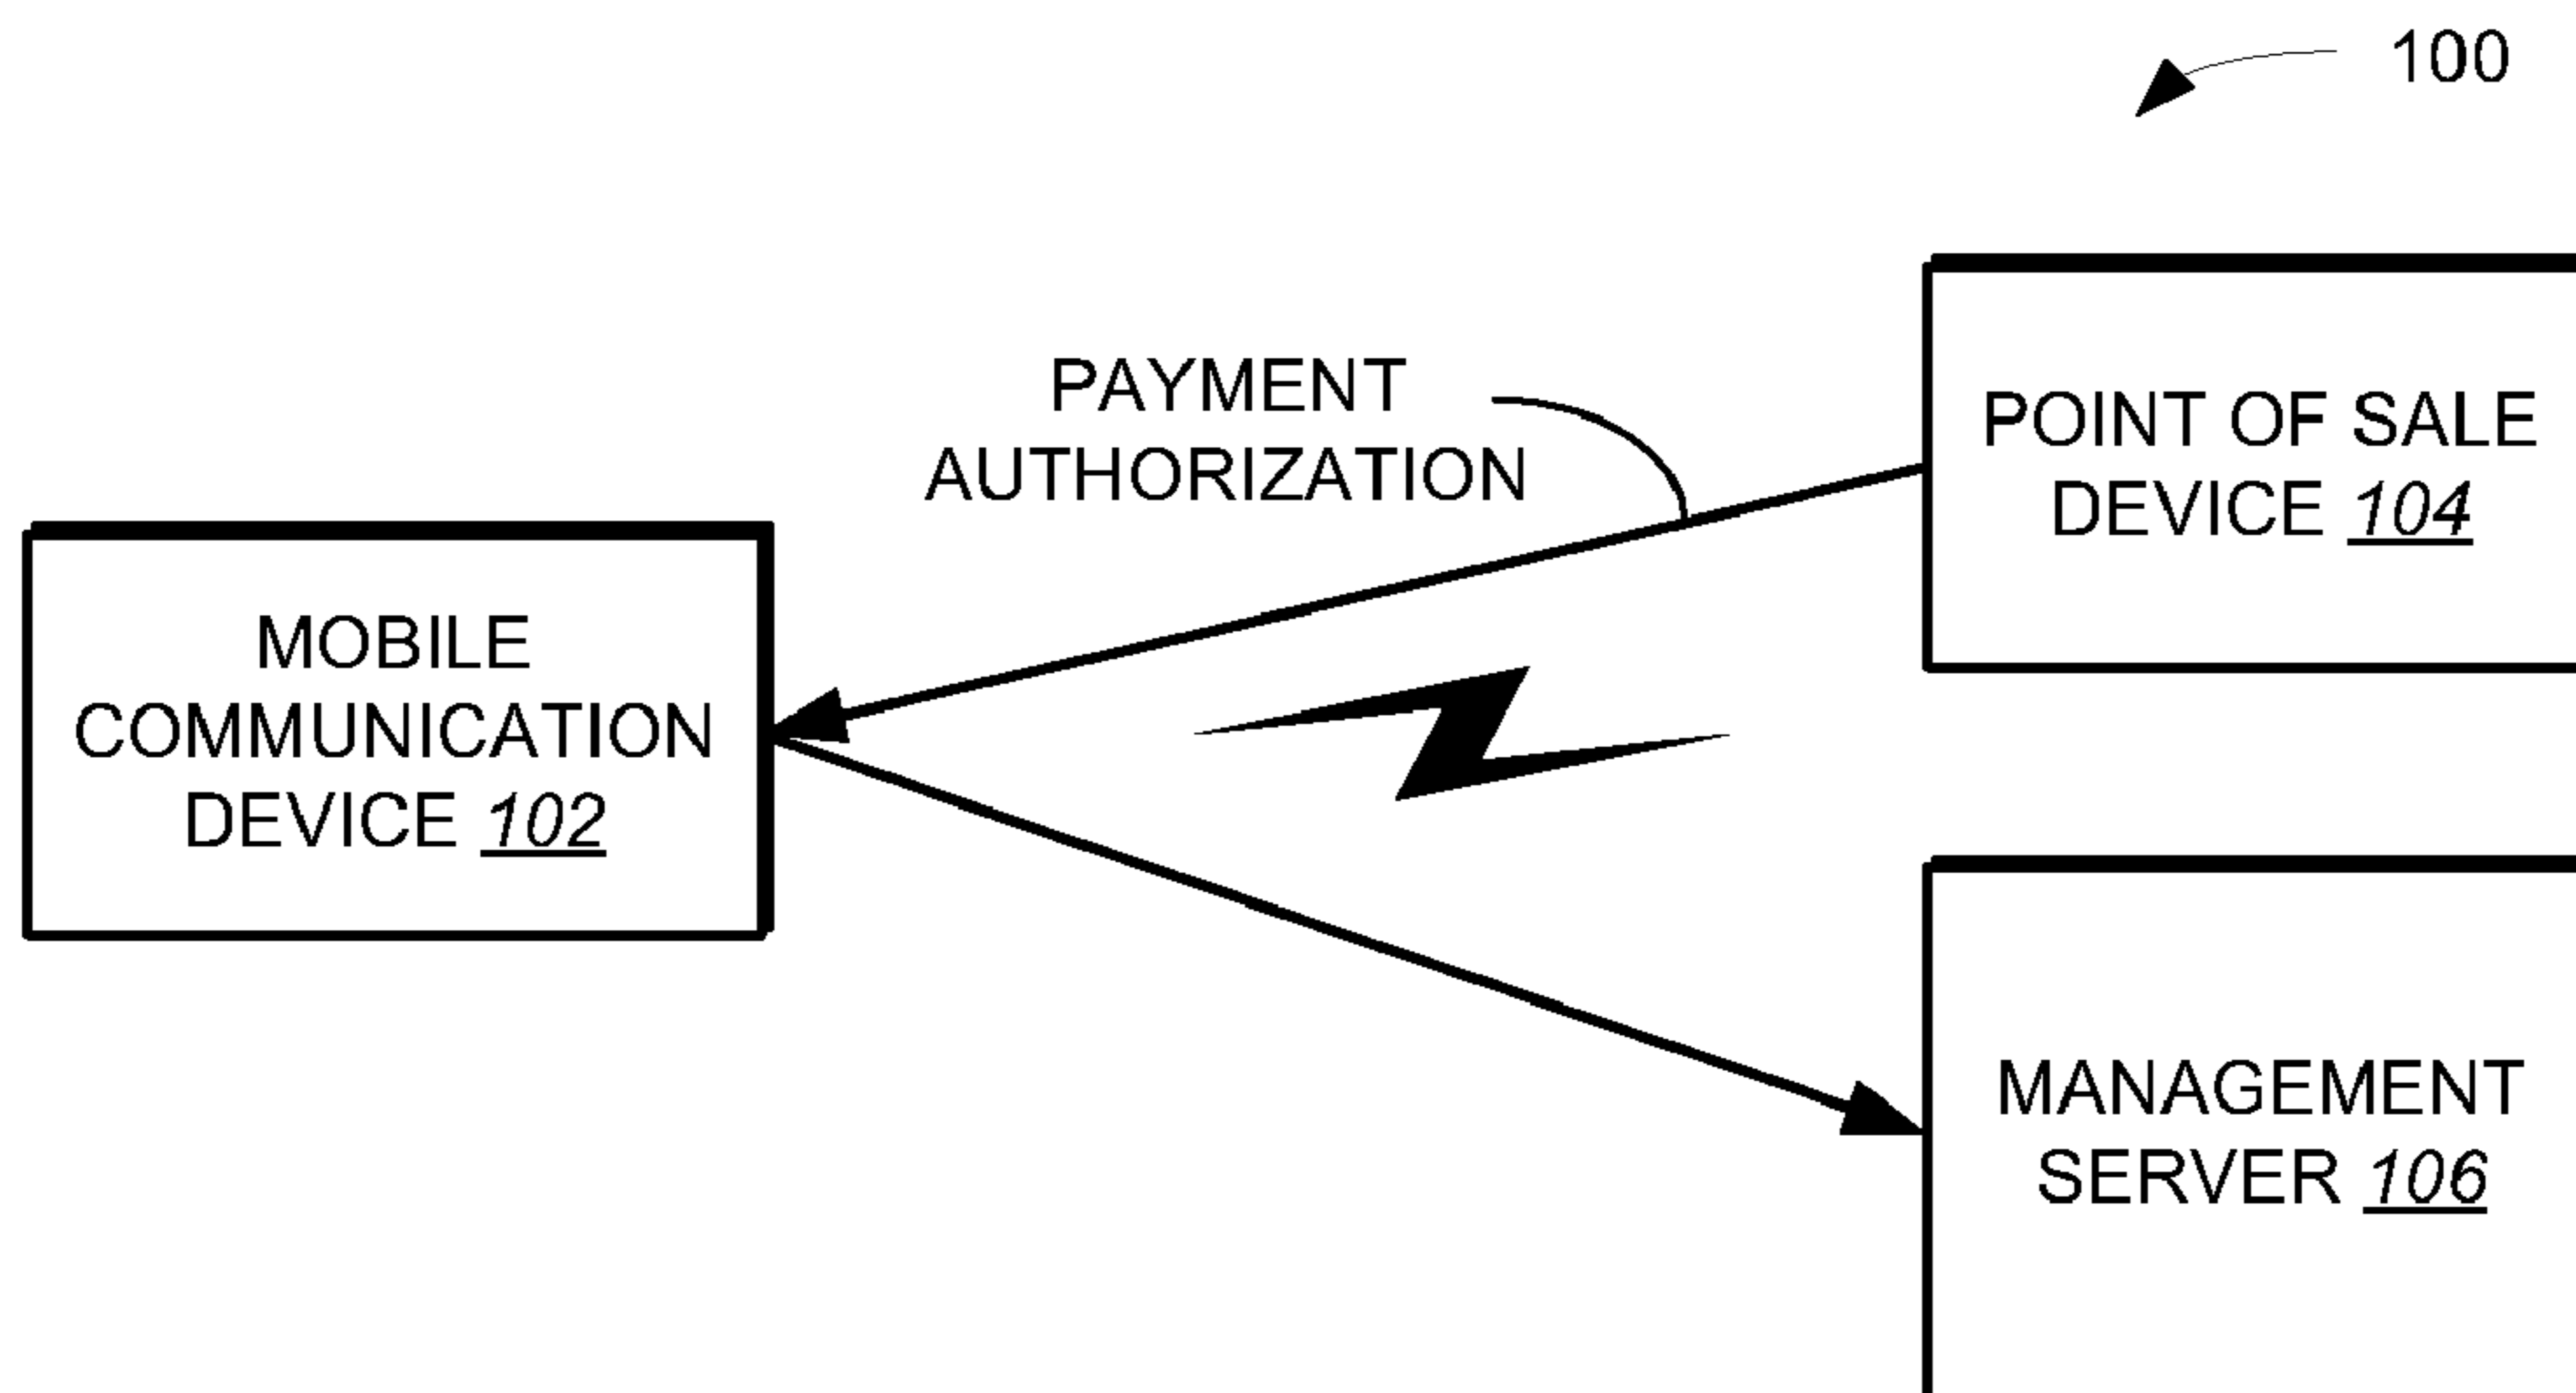 100
PAYMENT
AUTHORIZATION
POINT OF SALE
DEVICE 104
MOBILE
COMMUNICATION
DEVICE 102
MANAGEMENT
SERVER 106